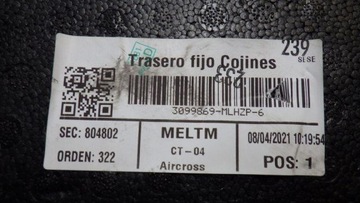 239
SESE
Trasero fijo Cojines
233
3099869-MLHZP-6
SEC: 804802
MELTM
08/04/2021 10:19:54
ORDEN: 322
CT-04
Aircross
POS: 1